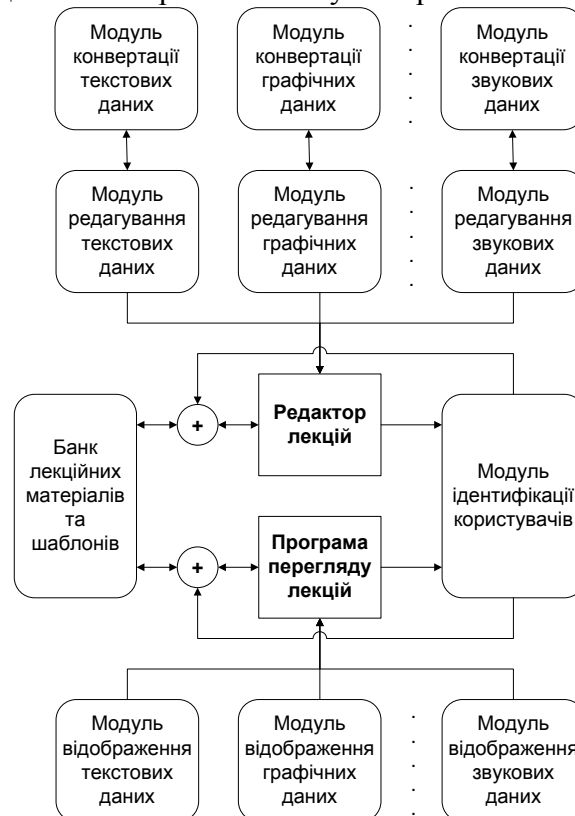 Модуль
конвертації
текстових
даних
Модуль
конвертації
графічних
даних
Модуль
конвертації
звукових
даних
Модуль
редагування
текстових
даних
Модуль
редагування
графічних
даних
Модуль
редагування
звукових
даних
Банк
лекційних
матеріалів
та
шаблонів
+
Редактор
лекцій
+
Програма
перегляду
лекцій
Модуль
ідентифікації
користувачів
Модуль
відображення
текстових
даних
Модуль
відображення
графічних
даних
Модуль
відображення
звукових
даних